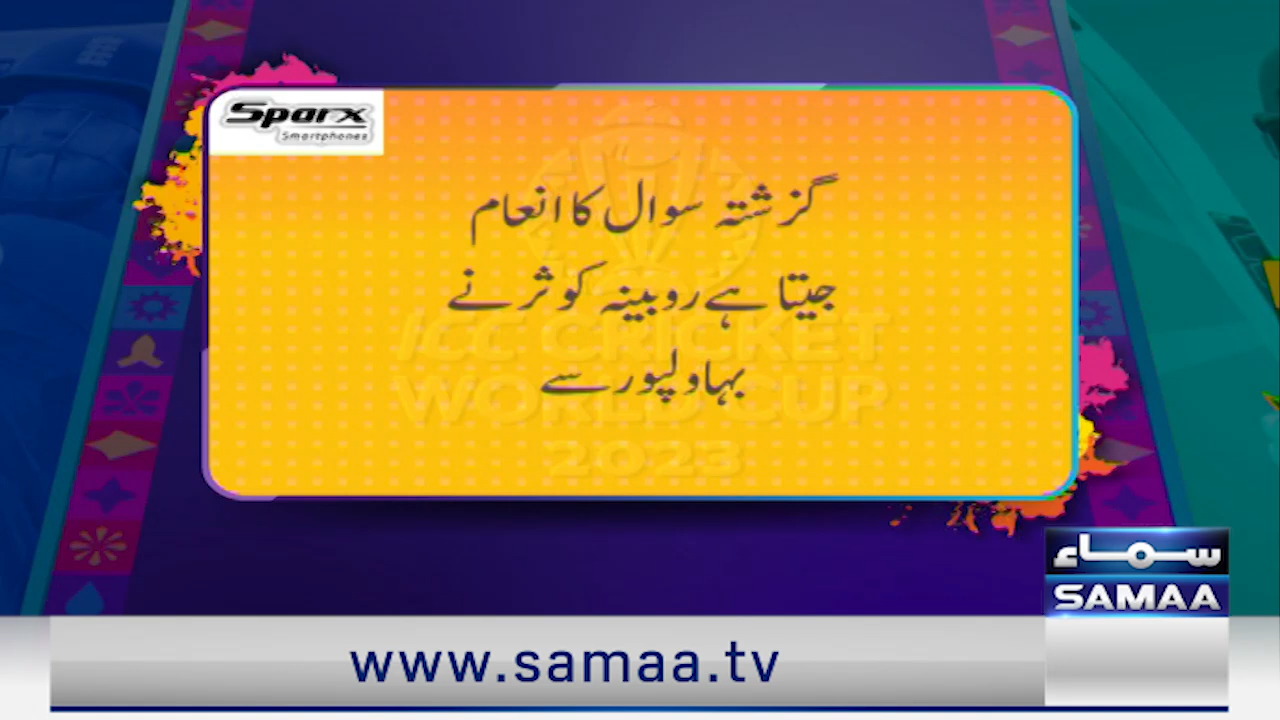 Sparx
Smartphones
گزشتہ سوال کا انعام
جیتا ہے روبینہ کوثر نے
بہاولپور سے
ICC CRICKET
WORLD CUP
2023
سماء
SAMAA
www.samaa.tv